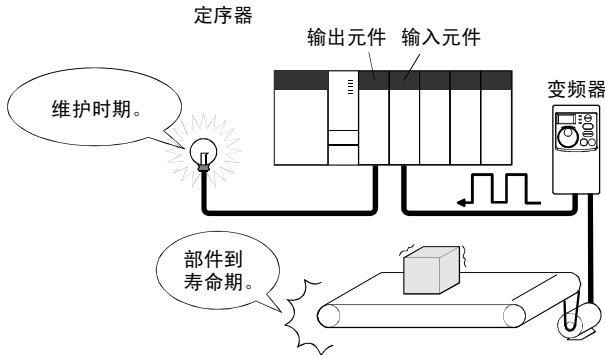 定序器
输出元件 输入元件
变频器
维护时期。
部件到
寿命期。